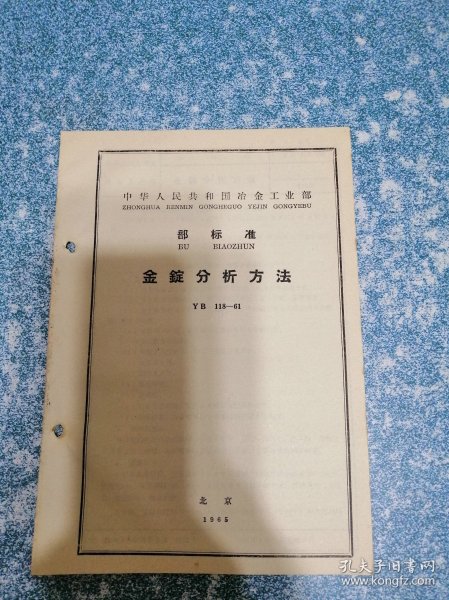 中华人民共和国冶金工业部
ZHONGHUA RENMIN GONGHEGUO YEJIN GONGYEBU
部标准
BU BIAOZHUN
金錠分析方法
YB 118—61
北京
1965
孔夫子旧书网
www.kongfz.com